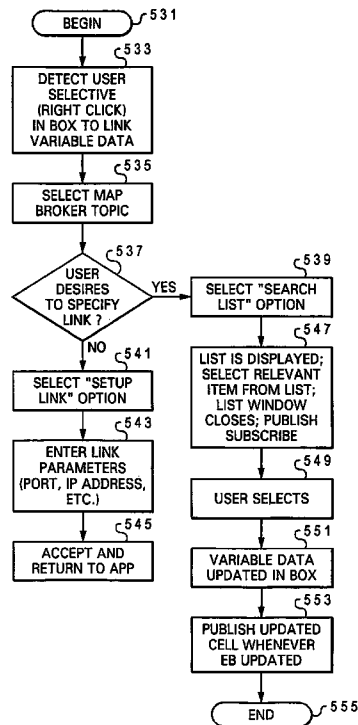 BEGIN
531
533
DETECT USER
SELECTIVE
(RIGHT CLICK)
IN BOX TO LINK
VARIABLE DATA
535
SELECT MAP
BROKER TOPIC
537
USER
DESIRES
TO SPECIFY
LINK ?
YES
NO
541
SELECT "SETUP
LINK" OPTION
543
ENTER LINK
PARAMETERS
(PORT, IP ADDRESS,
ETC.)
545
ACCEPT AND
RETURN TO APP
539
SELECT "SEARCH
LIST" OPTION
547
LIST IS DISPLAYED;
SELECT RELEVANT
ITEM FROM LIST;
LIST WINDOW
CLOSES; PUBLISH
SUBSCRIBE
549
USER SELECTS
551
VARIABLE DATA
UPDATED IN BOX
553
PUBLISH UPDATED
CELL WHENEVER
EB UPDATED
END
555